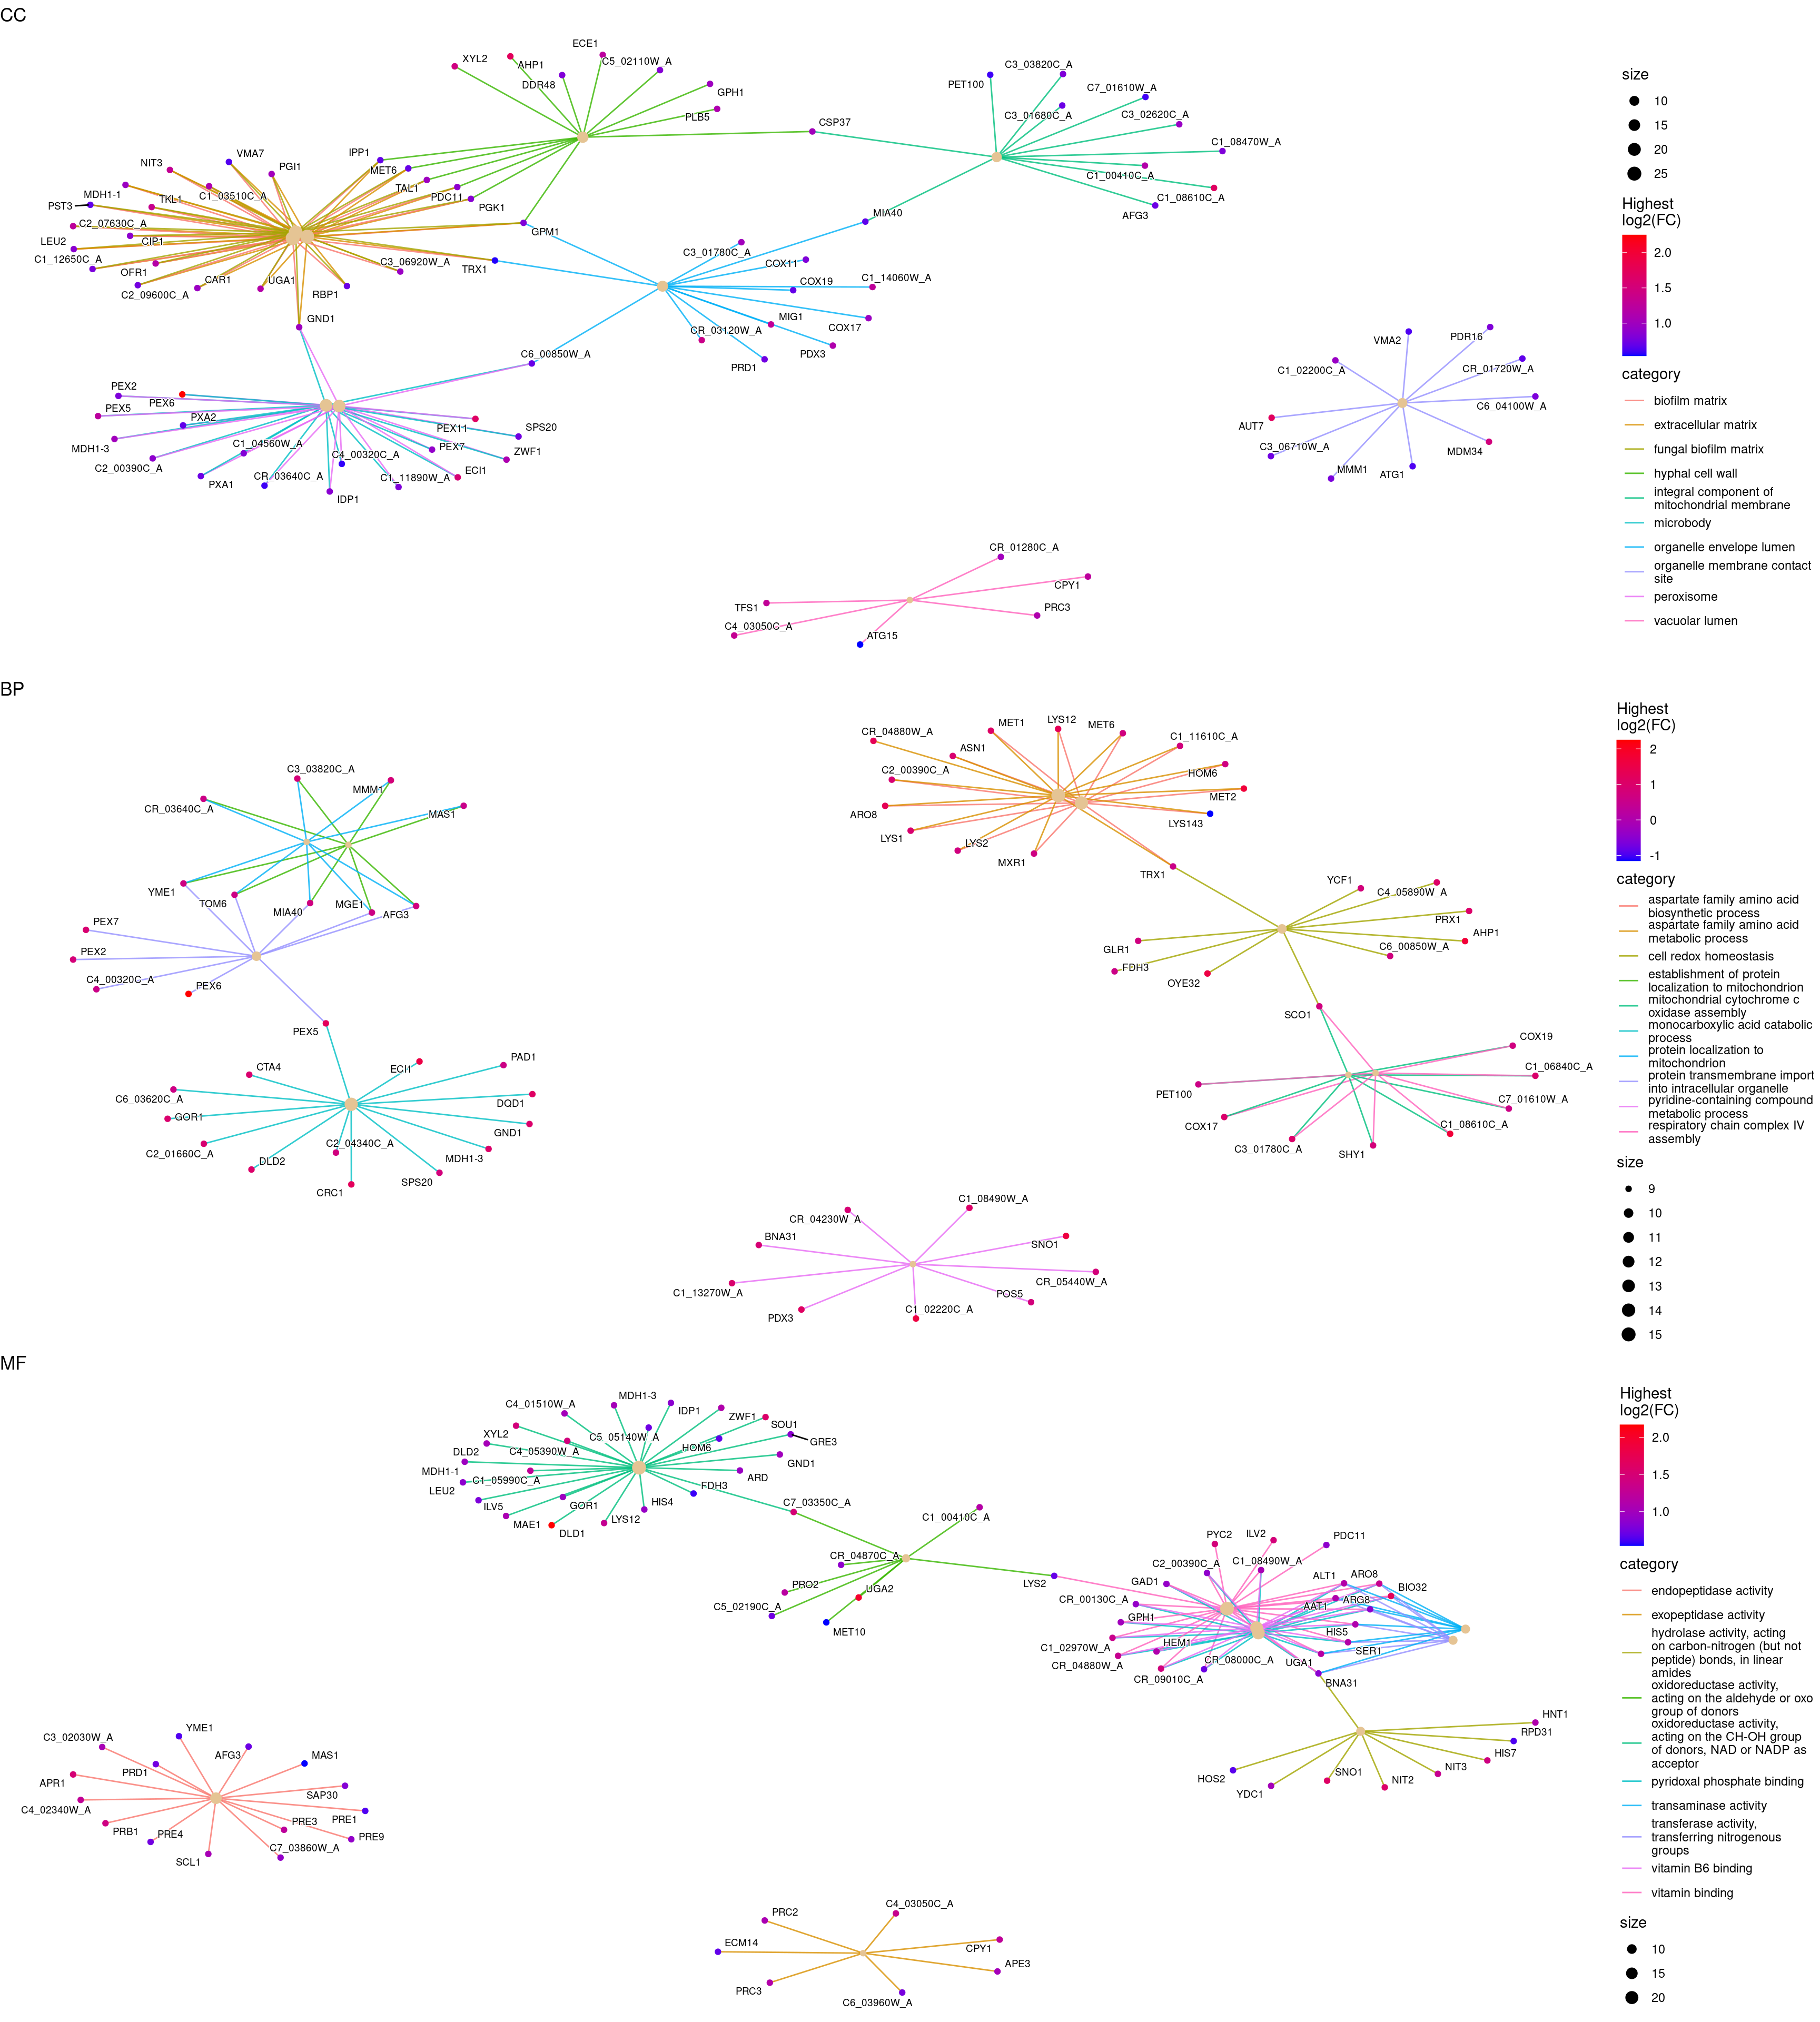 CC
ECE1
XYL2
AHP1
C5_02110W_A
DDR48
GPH1
PLB5
CSP37
PET100
C3_03820C_A
C7_01610W_A
C3_01680C_A
C3_02620C_A
C1_08470W_A
C1_00410C_A
C1_08610C_A
AFG3
NIT3
VMA7
PGI1
IPP1
MET6
TAL1
PDC11
PGK1
MDH1-1
PST3
TKL1
C1_03510C_A
C2_07630C_A
LEU2
CIP1
C1_12650C_A
OFR1
C2_09600C_A
CAR1
UGA1
RBP1
C3_06920W_A
TRX1
GPM1
MIA40
C3_01780C_A
COX11
COX19
C1_14060W_A
MIG1
COX17
CR_03120W_A
PDX3
PRD1
GND1
C6_00850W_A
PEX2
PEX6
PEX5
PXA2
MDH1-3
C1_04560W_A
C2_00390C_A
C4_00320C_A
PEX11
SPS20
PEX7
ZWF1
PXA1
CR_03640C_A
IDP1
C1_11890W_A
ECI1
VMA2
PDR16
C1_02200C_A
CR_01720W_A
C6_04100W_A
AUT7
C3_06710W_A
MDM34
MMM1
ATG1
CR_01280C_A
CPY1
TFS1
PRC3
C4_03050C_A
ATG15
size
10
15
20
25
Highest
log2(FC)
2.0
1.5
1.0
category
biofilm matrix
extracellular matrix
fungal biofilm matrix
hyphal cell wall
integral component of
mitochondrial membrane
microbody
organelle envelope lumen
organelle membrane contact
site
peroxisome
vacuolar lumen
BP
C3_03820C_A
MMM1
CR_03640C_A
MAS1
YME1
TOM6
MIA40
MGE1
AFG3
PEX7
PEX2
C4_00320C_A
PEX6
PEX5
CTA4
ECI1
PAD1
C6_03620C_A
DQD1
GOR1
GND1
C2_01660C_A
C2_04340C_A
MDH1-3
DLD2
CRC1
SPS20
MET1
LYS12
MET6
CR_04880W_A
ASN1
C1_11610C_A
C2_00390C_A
HOM6
MET2
ARO8
LYS143
LYS1
LYS2
MXR1
TRX1
YCF1
C4_05890W_A
PRX1
AHP1
GLR1
C6_00850W_A
FDH3
OYE32
SCO1
COX19
C1_06840C_A
PET100
C7_01610W_A
COX17
C1_08610C_A
C3_01780C_A
SHY1
C1_08490W_A
CR_04230W_A
BNA31
SNO1
CR_05440W_A
C1_13270W_A
POS5
PDX3
C1_02220C_A
Highest
log2(FC)
2
1
0
-1
category
aspartate family amino acid
biosynthetic process
aspartate family amino acid
metabolic process
cell redox homeostasis
establishment of protein
localization to mitochondrion
mitochondrial cytochrome c
oxidase assembly
monocarboxylic acid catabolic
process
protein localization to
mitochondrion
protein transmembrane import
into intracellular organelle
pyridine-containing compound
metabolic process
respiratory chain complex IV
assembly
size
9
10
11
12
13
14
15
MF
MDH1-3
C4_01510W_A
IDP1
ZWF1
SOU1
XYL2
C5_05140W_A
GRE3
HOM6
DLD2
C4_05390W_A
GND1
MDH1-1
C1_05990C_A
ARD
LEU2
FDH3
ILV5
GOR1
HIS4
MAE1
DLD1
LYS12
C7_03350C_A
C1_00410C_A
CR_04870C_A
PRO2
UGA2
C5_02190C_A
MET10
LYS2
PYC2
ILV2
PDC11
C2_00390C_A
C1_08490W_A
GAD1
ALT1
ARO8
BIO32
CR_00130C_A
AAT1
ARG8
GPH1
HIS5
C1_02970W_A
HEM1
SER1
CR_04880W_A
CR_08000C_A
UGA1
CR_09010C_A
BNA31
HNT1
RPD31
HIS7
HOS2
SNO1
NIT3
YDC1
NIT2
C3_02030W_A
YME1
AFG3
MAS1
PRD1
APR1
SAP30
C4_02340W_A
PRE1
PRB1
PRE4
PRE3
PRE9
SCL1
C7_03860W_A
C4_03050C_A
PRC2
ECM14
CPY1
APE3
PRC3
C6_03960W_A
Highest
log2(FC)
2.0
1.5
1.0
category
endopeptidase activity
exopeptidase activity
hydrolase activity, acting
on carbon-nitrogen (but not
peptide) bonds, in linear
amides
oxidoreductase activity,
acting on the aldehyde or oxo
group of donors
oxidoreductase activity,
acting on the CH-OH group
of donors, NAD or NADP as
acceptor
pyridoxal phosphate binding
transaminase activity
transferase activity,
transferring nitrogenous
groups
vitamin B6 binding
vitamin binding
size
10
15
20